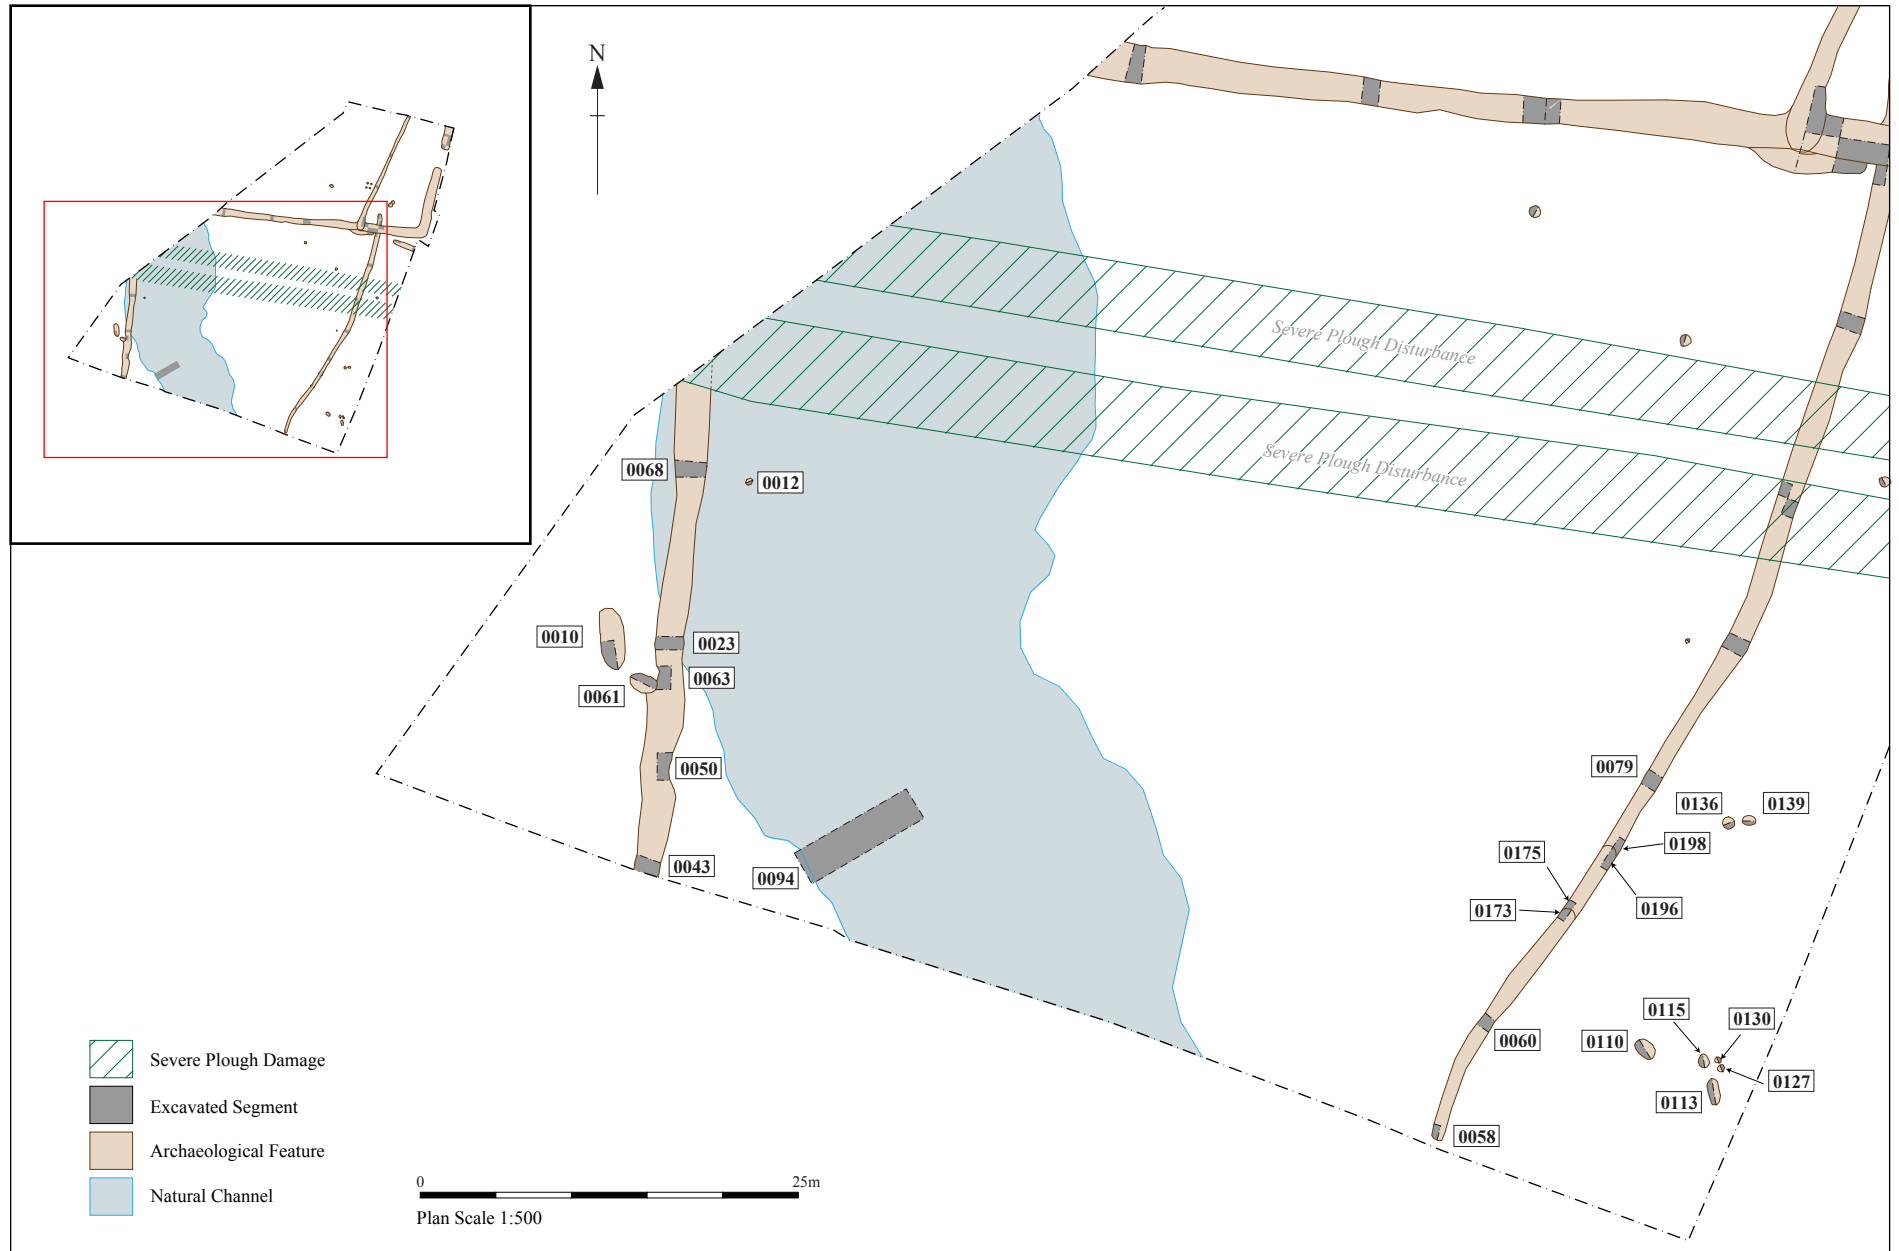 N
Severe Plough Disturbance
Severe Plough Disturbance
0068
0012
0010
0023
0063
0061
0050
0043
0094
0079
0136
0139
0198
0175
0173
0196
0115
0130
0110
0060
0127
0113
0058
Severe Plough Damage
Excavated Segment
Archaeological Feature
Natural Channel
0 25m
Plan Scale 1:500